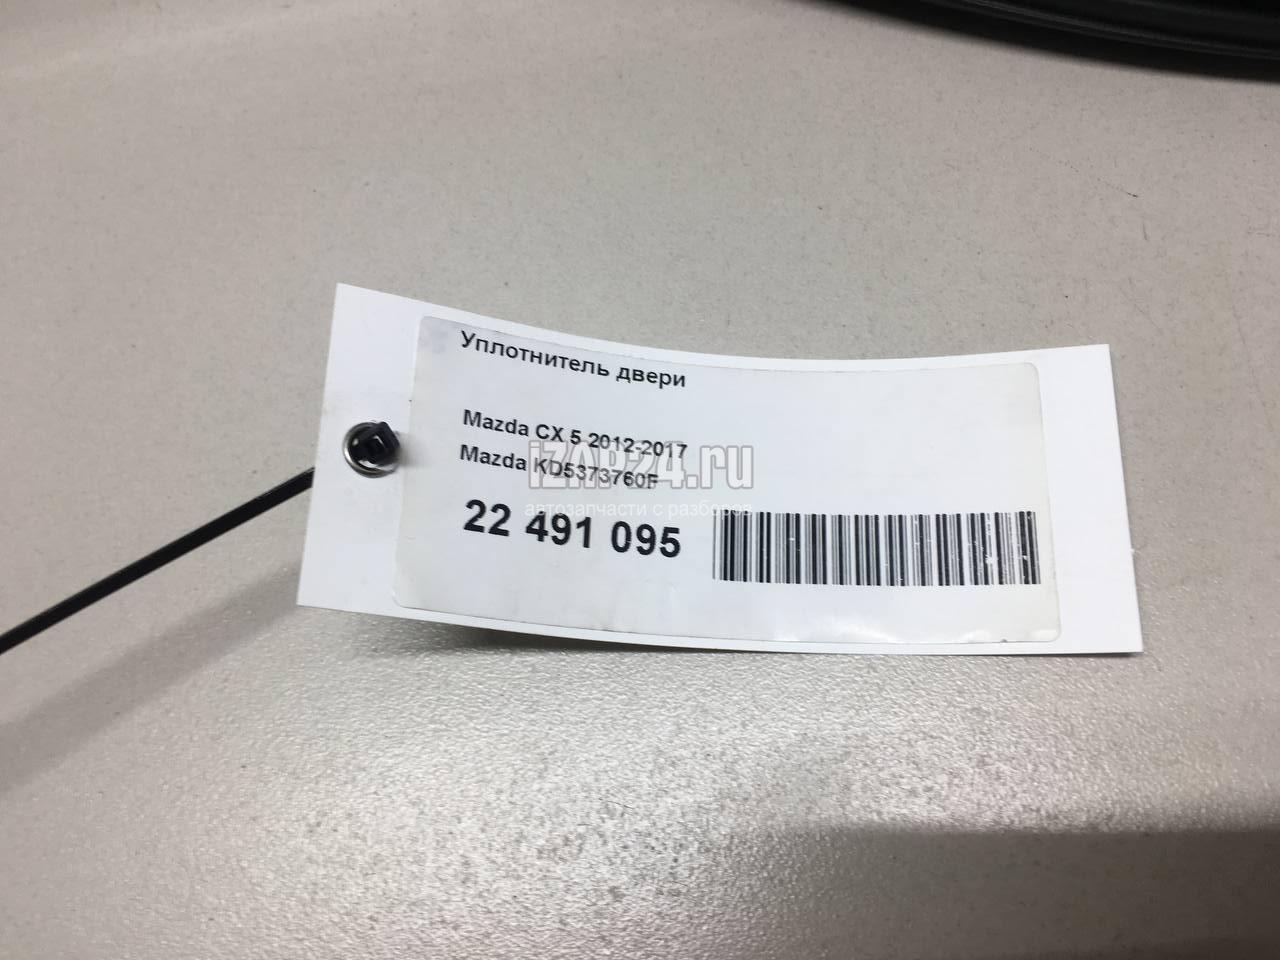 Уплотнитель двери
Mazda CX 5 2012-2017
Mazda KD5373760F
iZAP24.ru
автозапчасти с разборов
22 491 095